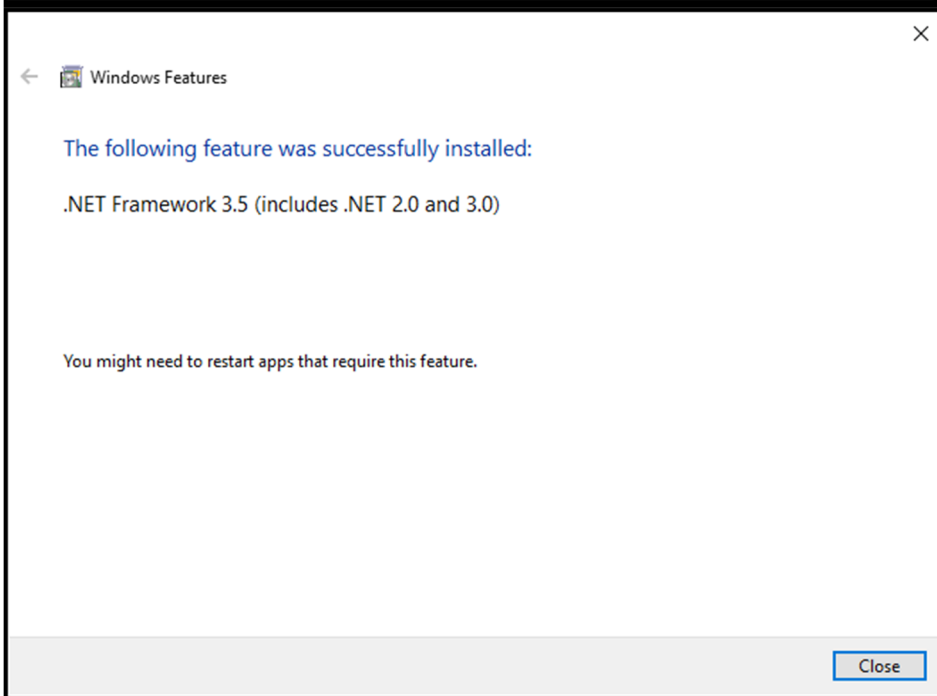 Windows Features
The following feature was successfully installed:
.NET Framework 3.5 (includes .NET 2.0 and 3.0)
You might need to restart apps that require this feature.
Close